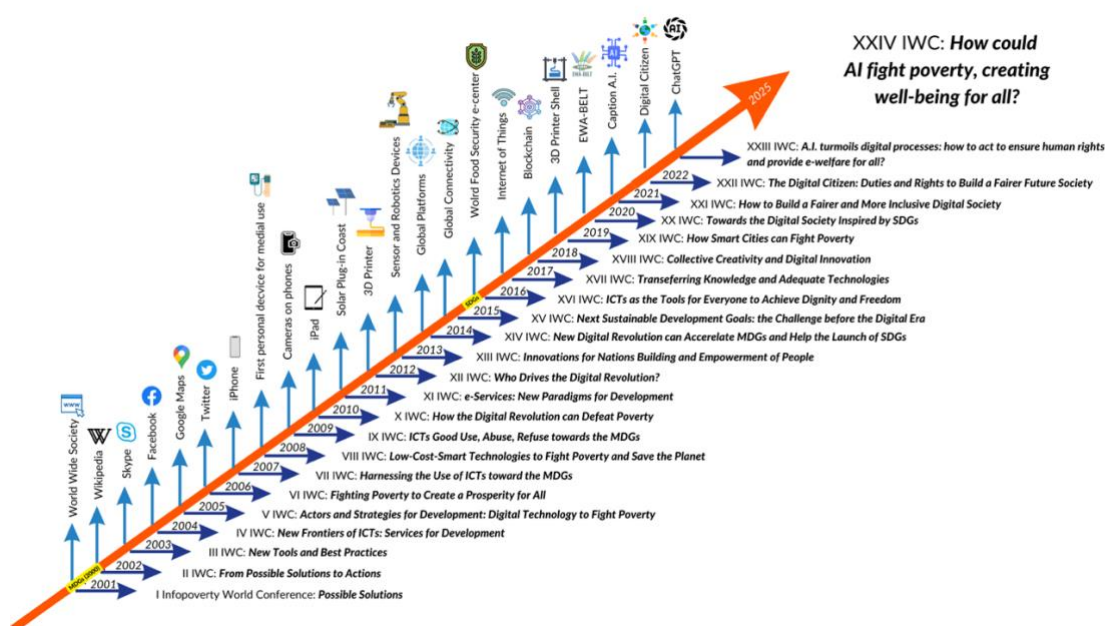 XXIV IWC: How could
AI fight poverty, creating
well-being for all?
2025
ChatGPT
Digital Citizen
Caption A.I.
EWA-BELT
3D Printer Shell
Blockchain
Internet of Things
Wolrd Food Security e-center
Global Connectivity
Global Platforms
Sensor and Robotics Devices
3D Printer
Solar Plug-in Coast
iPad
Cameras on phones
First personal decvice for medial use
iPhone
Twitter
Google Maps
Facebook
Skype
Wikipedia
World Wide Society
WWW
W
AI
EWA-BELT
AI
SDGs
MDGs (2000)
XXIII IWC: A.I. turmoils digital processes: how to act to ensure human rights
and provide e-welfare for all?
2022 XXII IWC: The Digital Citizen: Duties and Rights to Build a Fairer Future Society
2021 XXI IWC: How to Build a Fairer and More Inclusive Digital Society
2020 XX IWC: Towards the Digital Society Inspired by SDGs
2019 XIX IWC: How Smart Cities can Fight Poverty
2018 XVIII IWC: Collective Creativity and Digital Innovation
2017 XVII IWC: Transeferring Knowledge and Adequate Technologies
2016 XVI IWC: ICTs as the Tools for Everyone to Achieve Dignity and Freedom
2015 XV IWC: Next Sustainable Development Goals: the Challenge before the Digital Era
2014 XIV IWC: New Digital Revolution can Accerelate MDGs and Help the Launch of SDGs
2013 XIII IWC: Innovations for Nations Building and Empowerment of People
2012 XII IWC: Who Drives the Digital Revolution?
2011 XI IWC: e-Services: New Paradigms for Development
2010 X IWC: How the Digital Revolution can Defeat Poverty
2009 IX IWC: ICTs Good Use, Abuse, Refuse towards the MDGs
2008 VIII IWC: Low-Cost-Smart Technologies to Fight Poverty and Save the Planet
2007 VII IWC: Harnessing the Use of ICTs toward the MDGs
2006 VI IWC: Fighting Poverty to Create a Prosperity for All
2005 V IWC: Actors and Strategies for Development: Digital Technology to Fight Poverty
2004 IV IWC: New Frontiers of ICTs: Services for Development
2003 III IWC: New Tools and Best Practices
2002 II IWC: From Possible Solutions to Actions
2001 I Infopoverty World Conference: Possible Solutions